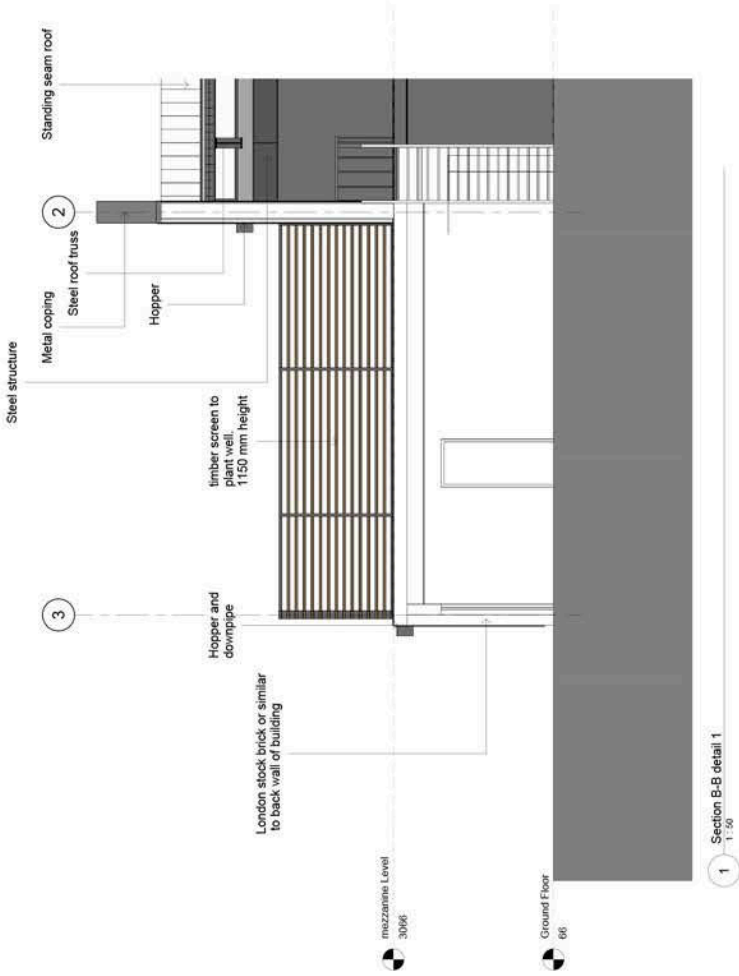 Steel structure
Metal coping
Steel roof truss
Hopper
Standing seam roof
3
2
Hopper and
downpipe
timber screen to
plant well.
1150 mm height
London stock brick or similar
to back wall of building
mezzanine Level
3066
Ground Floor
66
1
Section B-B detail 1
1 : 50